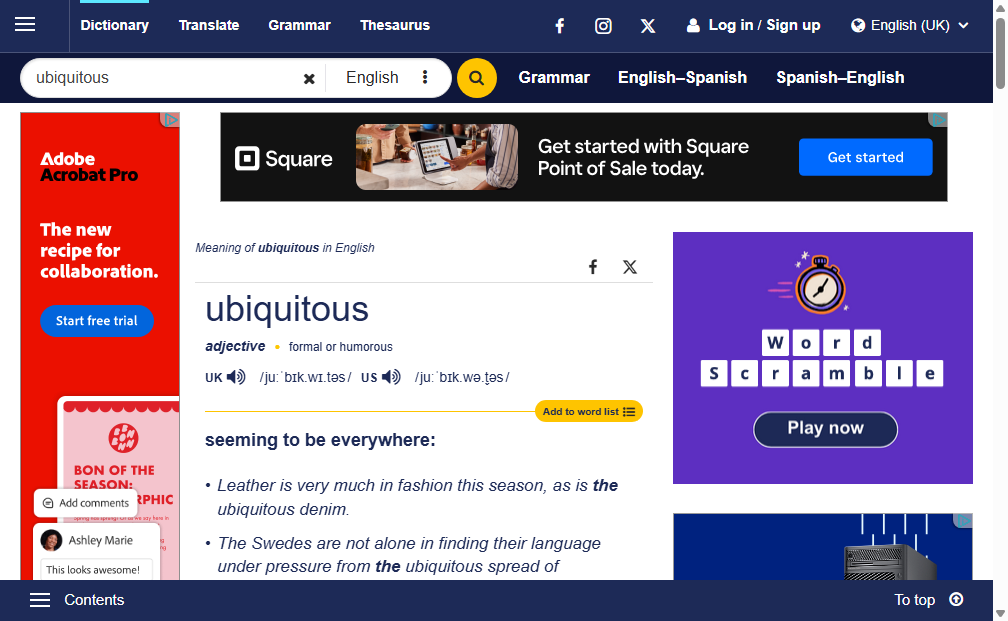 Dictionary Translate Grammar Thesaurus Log in / Sign up English (UK)
ubiquitous English Grammar English–Spanish Spanish–English
Adobe
Acrobat Pro
The new
recipe for
collaboration.
Start free trial
BON OF THE
SEASON:
RPHIC
Add comments
Ashley Marie
This looks awesome!
Square
Get started with Square
Point of Sale today.
Get started
Meaning of ubiquitous in English
ubiquitous
adjective • formal or humorous
UK /juːˈbɪk.wɪ.təs/ US /juːˈbɪk.wə.t̬əs/
Add to word list
seeming to be everywhere:
• Leather is very much in fashion this season, as is the
ubiquitous denim.
• The Swedes are not alone in finding their language
under pressure from the ubiquitous spread of
Word
Scramble
Play now
Contents To top